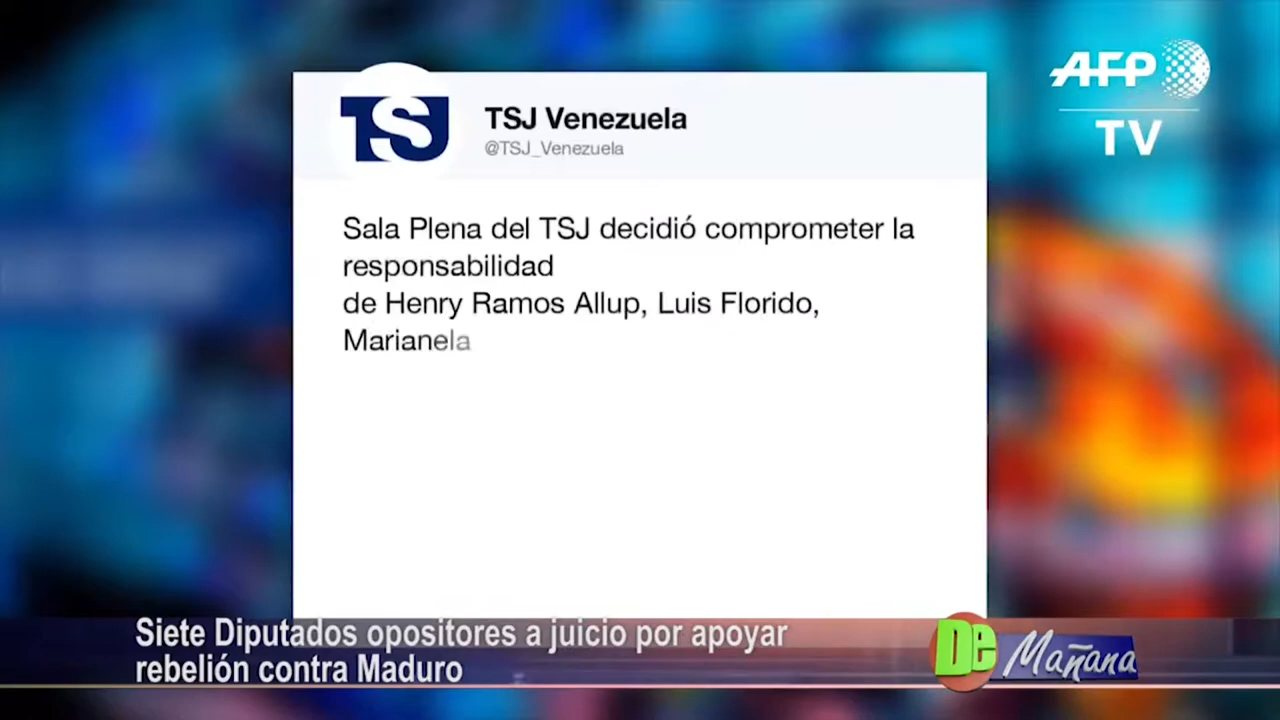 AFP
TV
TSJ
TSJ Venezuela
@TSJ_Venezuela
Sala Plena del TSJ decidió comprometer la
responsabilidad
de Henry Ramos Allup, Luis Florido,
Marianela
Siete Diputados opositores a juicio por apoyar
rebelión contra Maduro
De Mañana